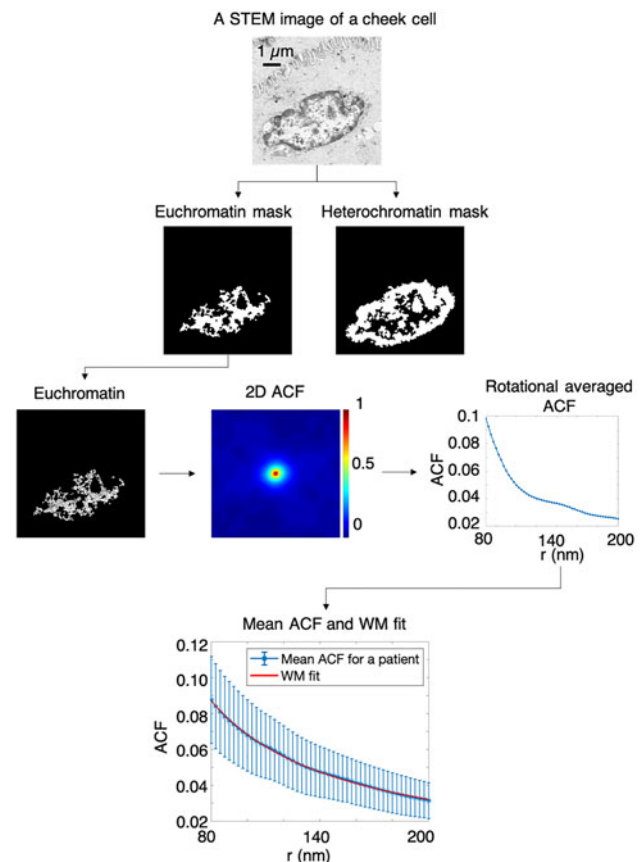 A STEM image of a cheek cell
1 µm
Euchromatin mask
Heterochromatin mask
Euchromatin
2D ACF
1
0.5
0
Rotational averaged
ACF
0.1
0.08
0.06
0.04
0.02
ACF
80
140
200
r (nm)
Mean ACF and WM fit
0.12
0.10
0.08
0.06
0.04
0.02
ACF
Mean ACF for a patient
WM fit
80
140
200
r (nm)